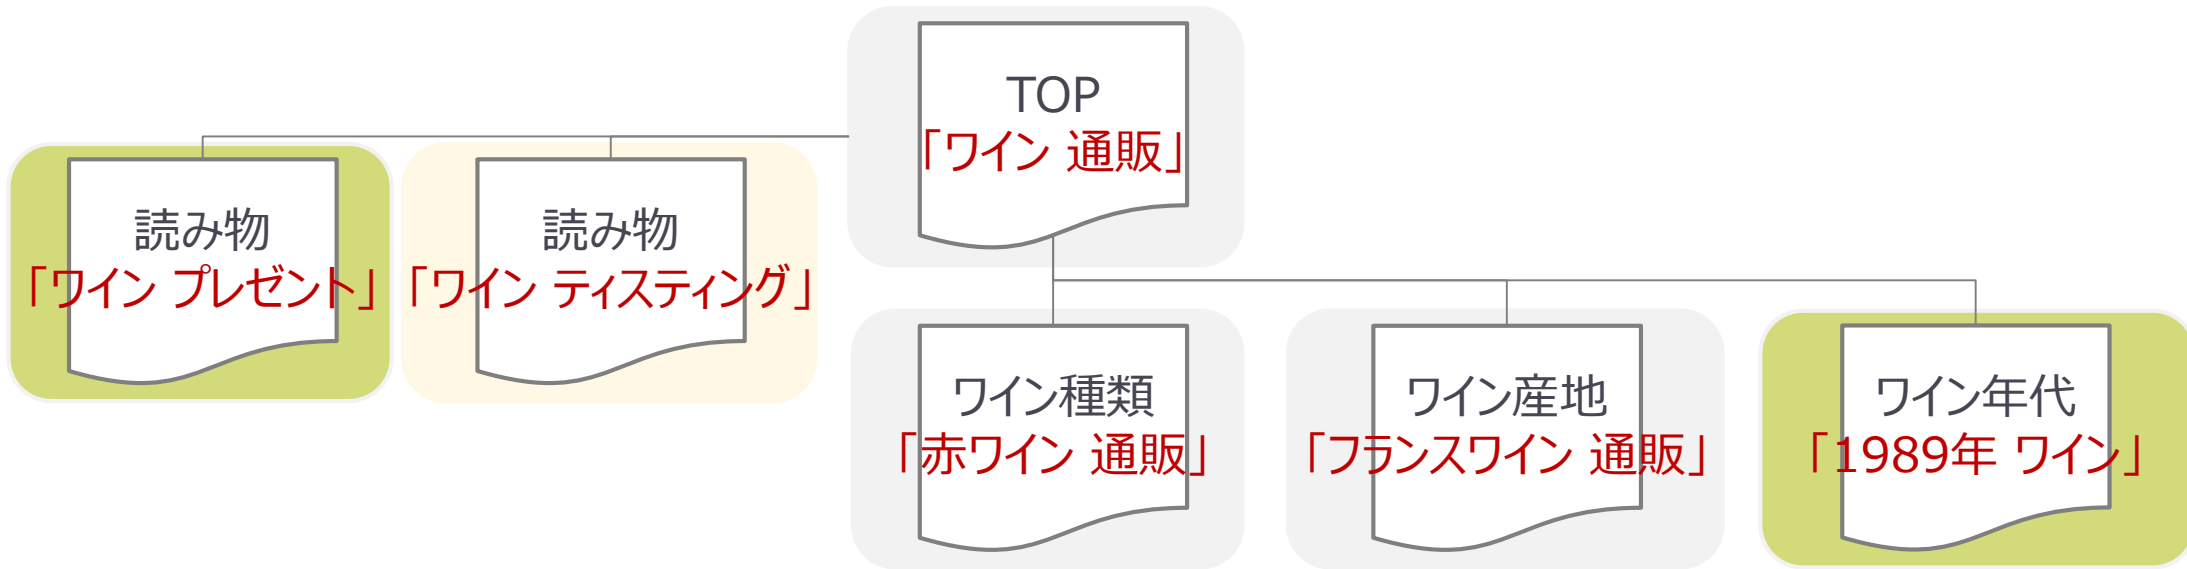 TOP
「ワイン 通販」
読み物
「ワイン プレゼント」
読み物
「ワイン ティスティング」
ワイン種類
「赤ワイン 通販」
ワイン産地
「フランスワイン 通販」
ワイン年代
「1989年 ワイン」